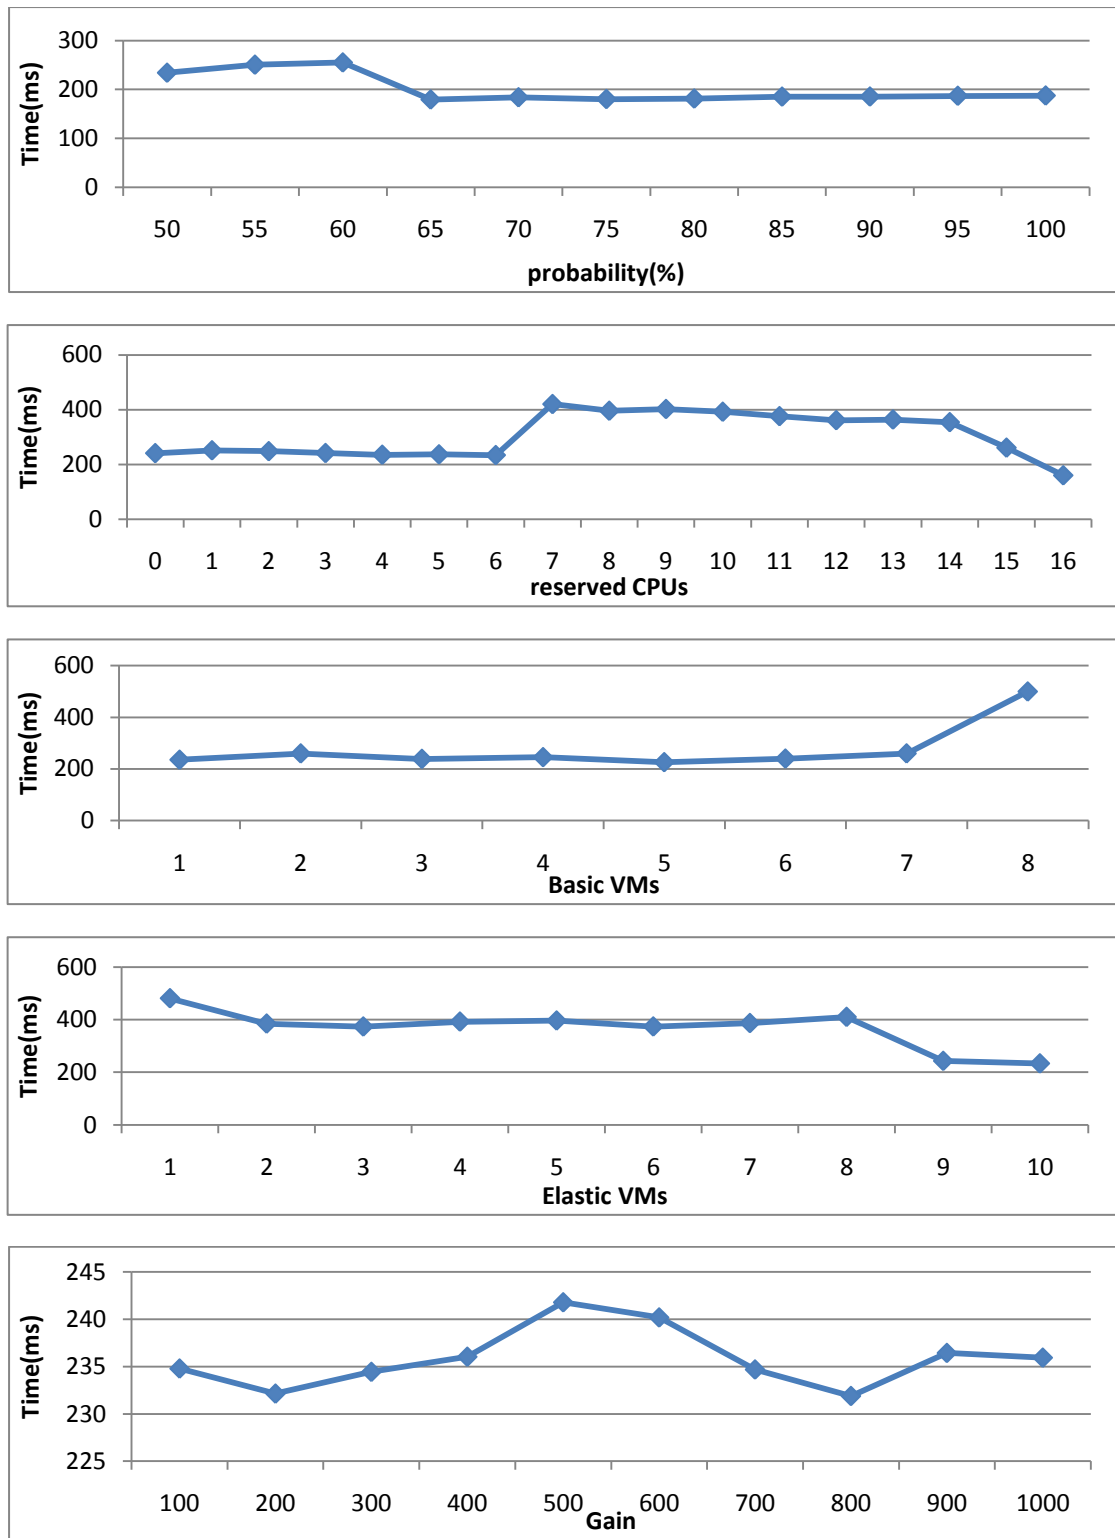 300
200
100
0
Time(ms)
50 55 60 65 70 75 80 85 90 95 100
probability(%)
600
400
200
0
Time(ms)
0 1 2 3 4 5 6 7 8 9 10 11 12 13 14 15 16
reserved CPUs
600
400
200
0
Time(ms)
1 2 3 4 5 6 7 8
Basic VMs
600
400
200
0
Time(ms)
1 2 3 4 5 6 7 8 9 10
Elastic VMs
245
240
235
230
225
Time(ms)
100 200 300 400 500 600 700 800 900 1000
Gain